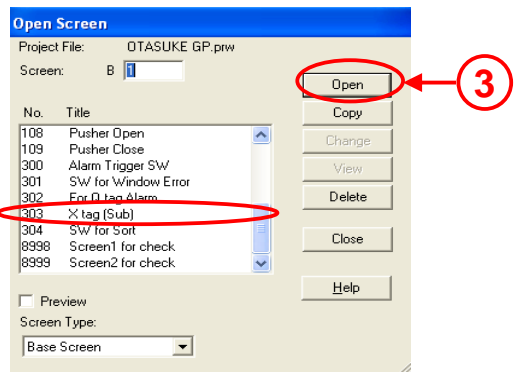 Open Screen
Project File: OTASUKE GP.prw
Screen: B 1
Open
3
No. Title
Copy
108 Pusher Open
109 Pusher Close
Change
300 Alarm Trigger SW
View
301 SW for Window Error
302 For Q tag Alarm
Delete
303 X tag (Sub)
304 SW for Sort
Close
8998 Screen1 for check
8999 Screen2 for check
Help
Preview
Screen Type:
Base Screen